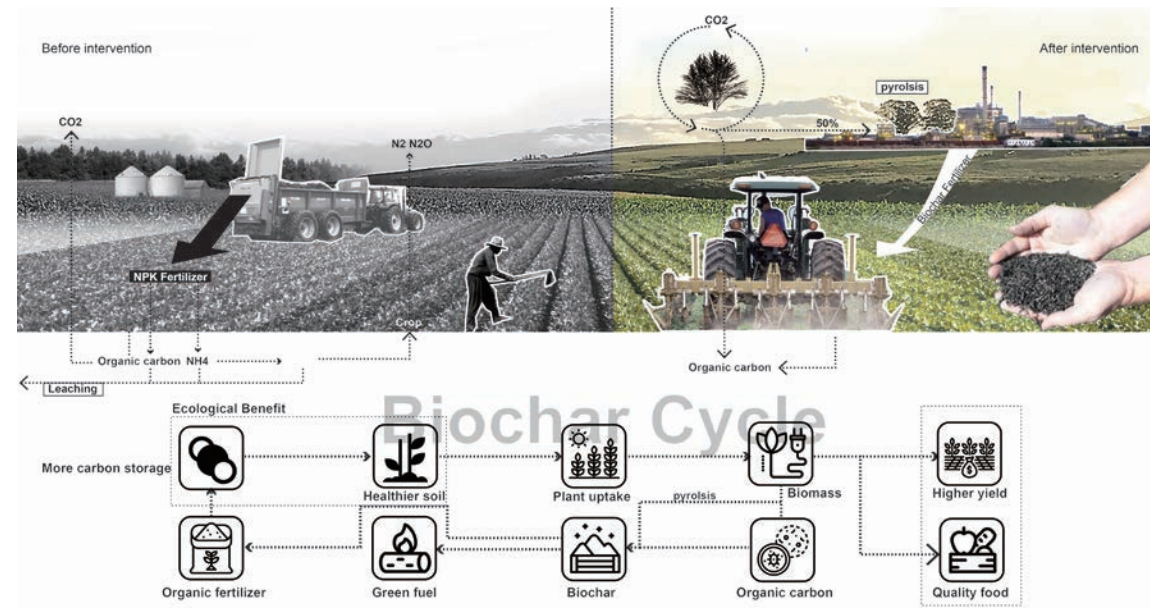 Before intervention
CO2
After intervention
pyrolsis
CO2
50%
N2 N2O
Biochar Fertilizer
NPK Fertilizer
Crop
Organic carbon NH4
Organic carbon
Leaching
Biochar Cycle
Ecological Benefit
More carbon storage
Healthier soil
Plant uptake
Biomass
Higher yield
pyrolsis
Organic fertilizer
Green fuel
Biochar
Organic carbon
Quality food